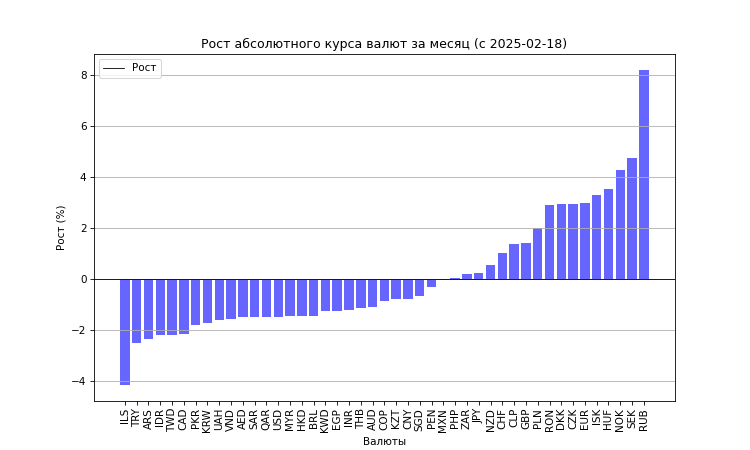 Рост абсолютного курса валют за месяц (с 2025-02-18)
Рост
8
6
4
2
0
−2
−4
Рост (%)
ILS TRY ARS IDR TWD CAD PKR KRW UAH VND AED SAR QAR USD MYR HKD BRL KWD EGP INR THB AUD COP KZT CNY SGD PEN MXN PHP ZAR JPY NZD CHF CLP GBP PLN RON DKK CZK EUR ISK HUF NOK SEK RUB
Валюты